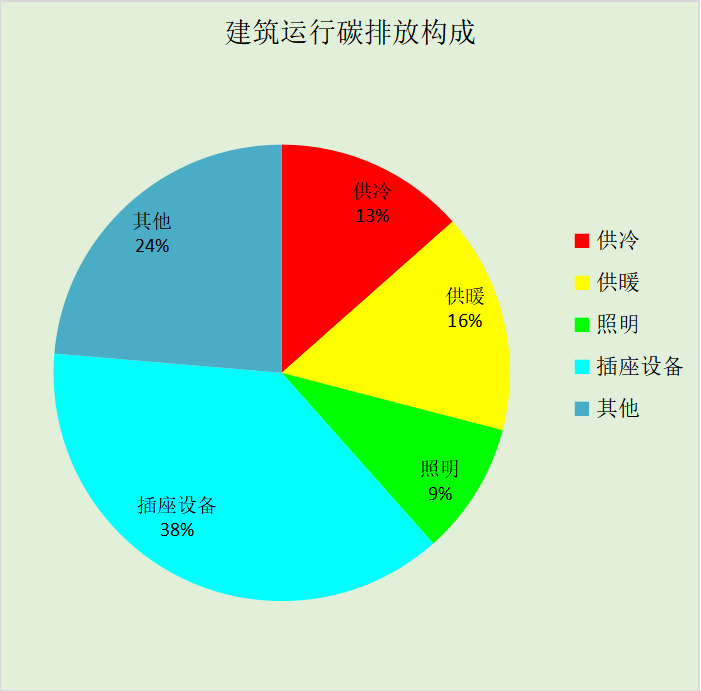 建筑运行碳排放构成
供冷
13%
供暖
16%
照明
9%
插座设备
38%
其他
24%
供冷
供暖
照明
插座设备
其他